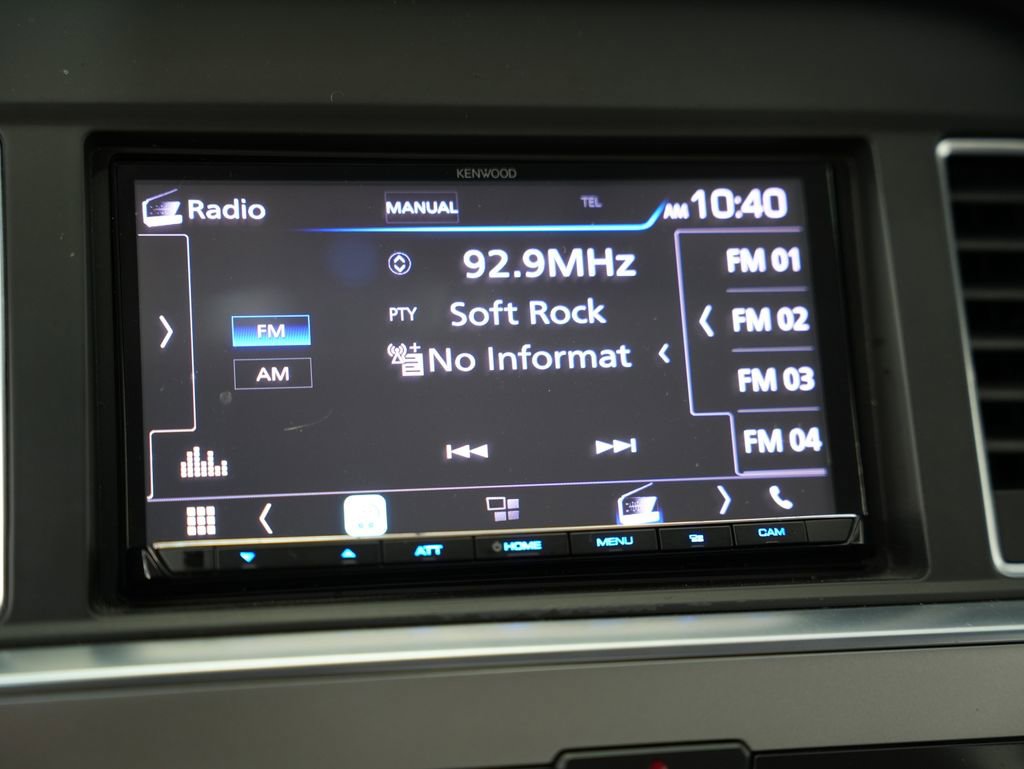 KENWOOD
Radio
MANUAL
TEL
AM 10:40
92.9MHz
FM 01
PTY Soft Rock
FM 02
FM
No Informat
AM
FM 03
FM 04
ATT
HOME
MENU
CAM